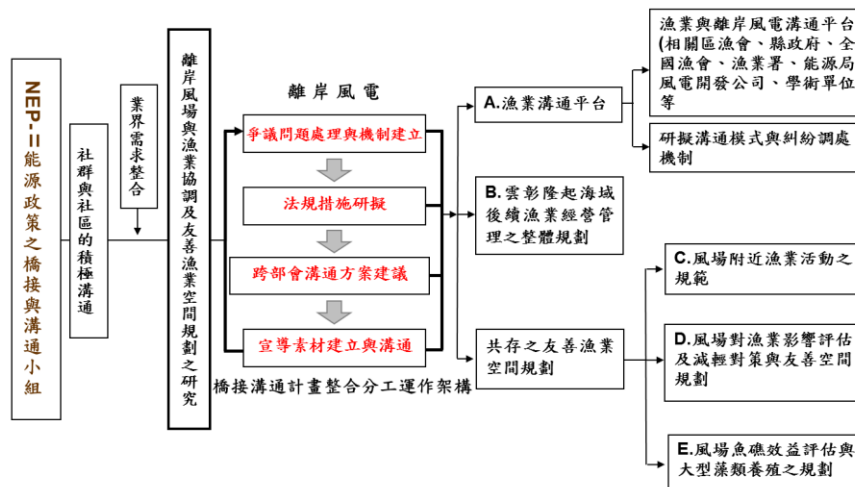 NEP-II能源政策之橋接與溝通小組
社群與社區的積極溝通
業界需求整合
離岸風場與漁業協調及友善漁業空間規劃之研究
離岸風電
爭議問題處理與機制建立
法規措施研擬
跨部會溝通方案建議
宣導素材建立與溝通
橋接溝通計畫整合分工運作架構
A.漁業溝通平台
B.雲彰隆起海域
後續漁業經營管
理之整體規劃
共存之友善漁業
空間規劃
漁業與離岸風電溝通平台
(相關區漁會、縣政府、全
國漁會、漁業署、能源局
風電開發公司、學術單位
等
研擬溝通模式與糾紛調處
機制
C.風場附近漁業活動之
規範
D.風場對漁業影響評估
及減輕對策與友善空間
規劃
E.風場魚礁效益評估與
大型藻類養殖之規劃